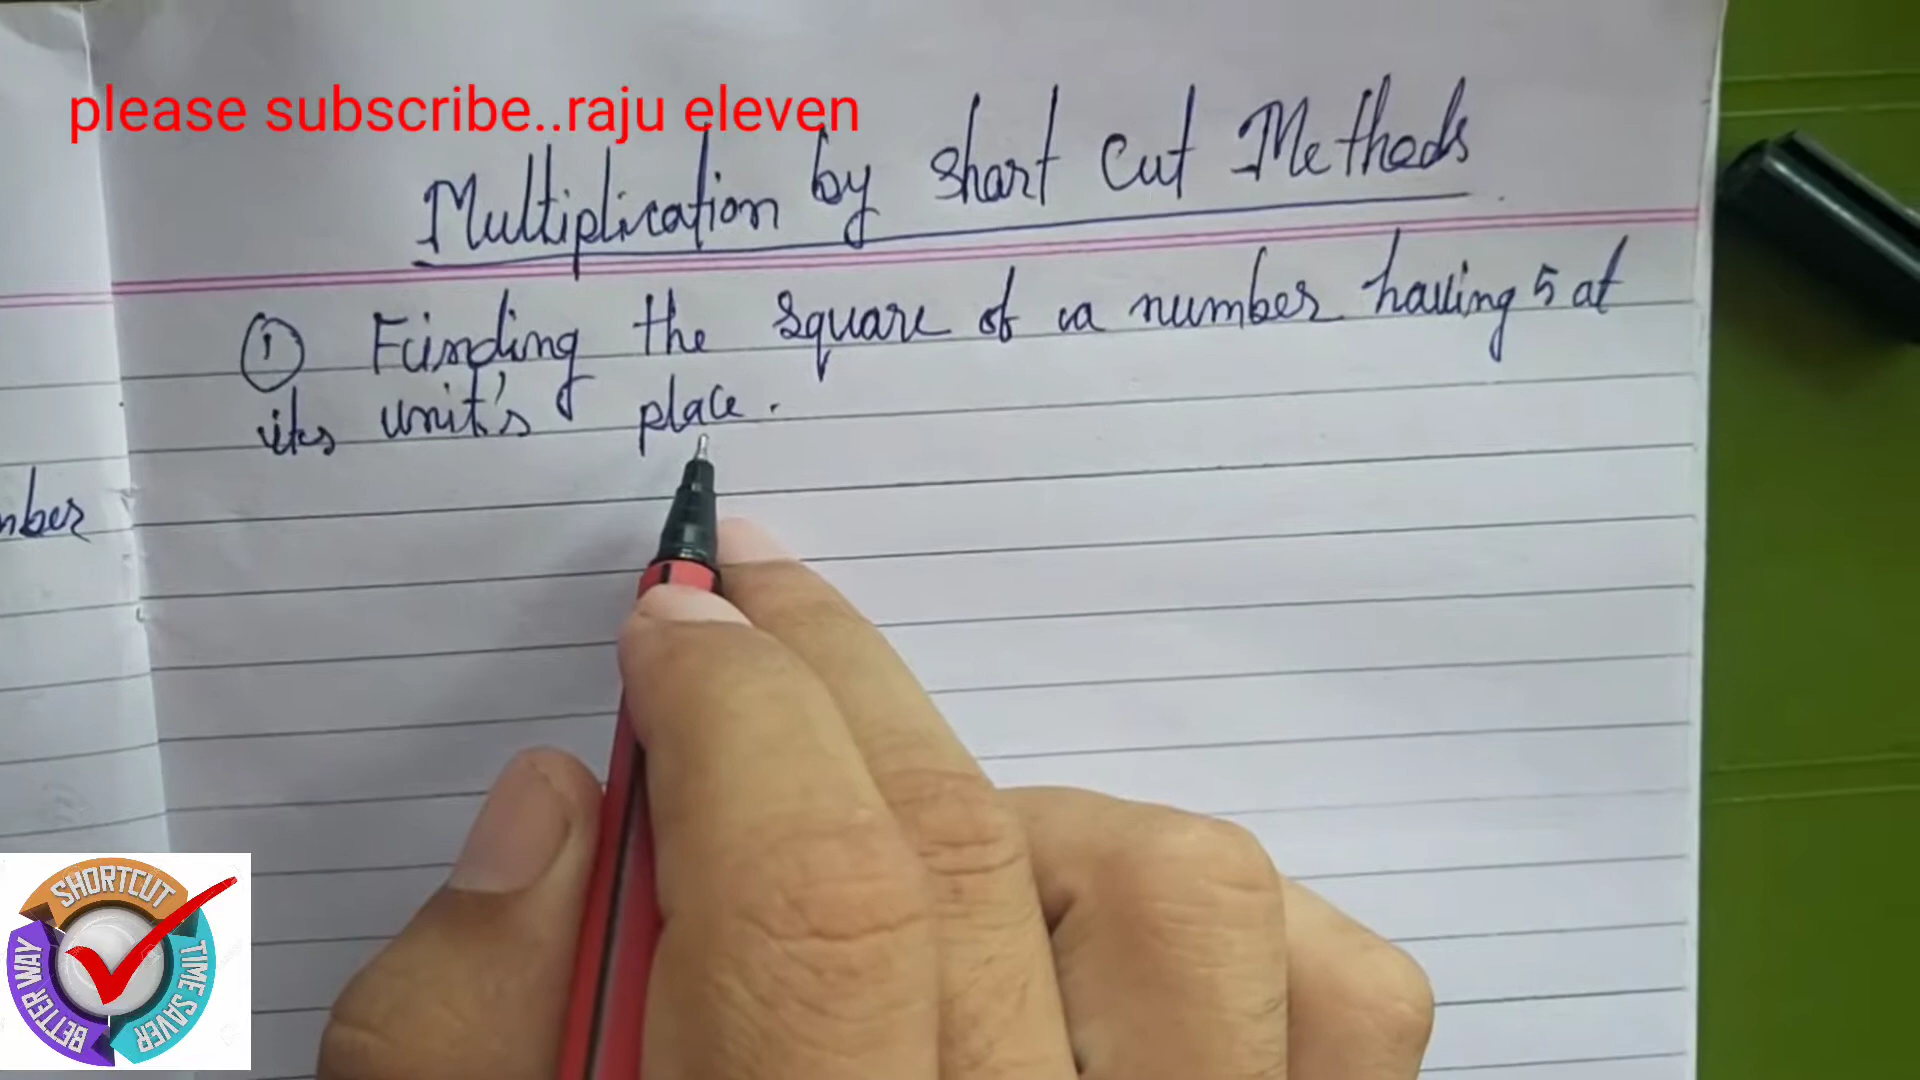 please subscribe..raju eleven
Multiplication by Short Cut Methods
① Finding the square of a number having 5 at
its unit's place.
mber
SHORTCUT
BETTER WAY
TIME SAVER